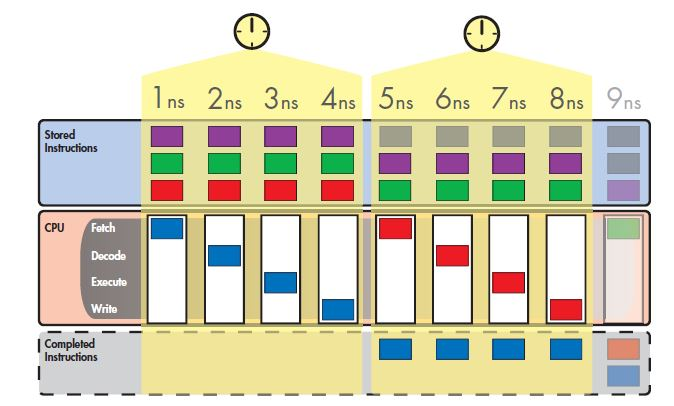 1ns 2ns 3ns 4ns 5ns 6ns 7ns 8ns 9ns
Stored
Instructions
CPU
Fetch
Decode
Execute
Write
Completed
Instructions